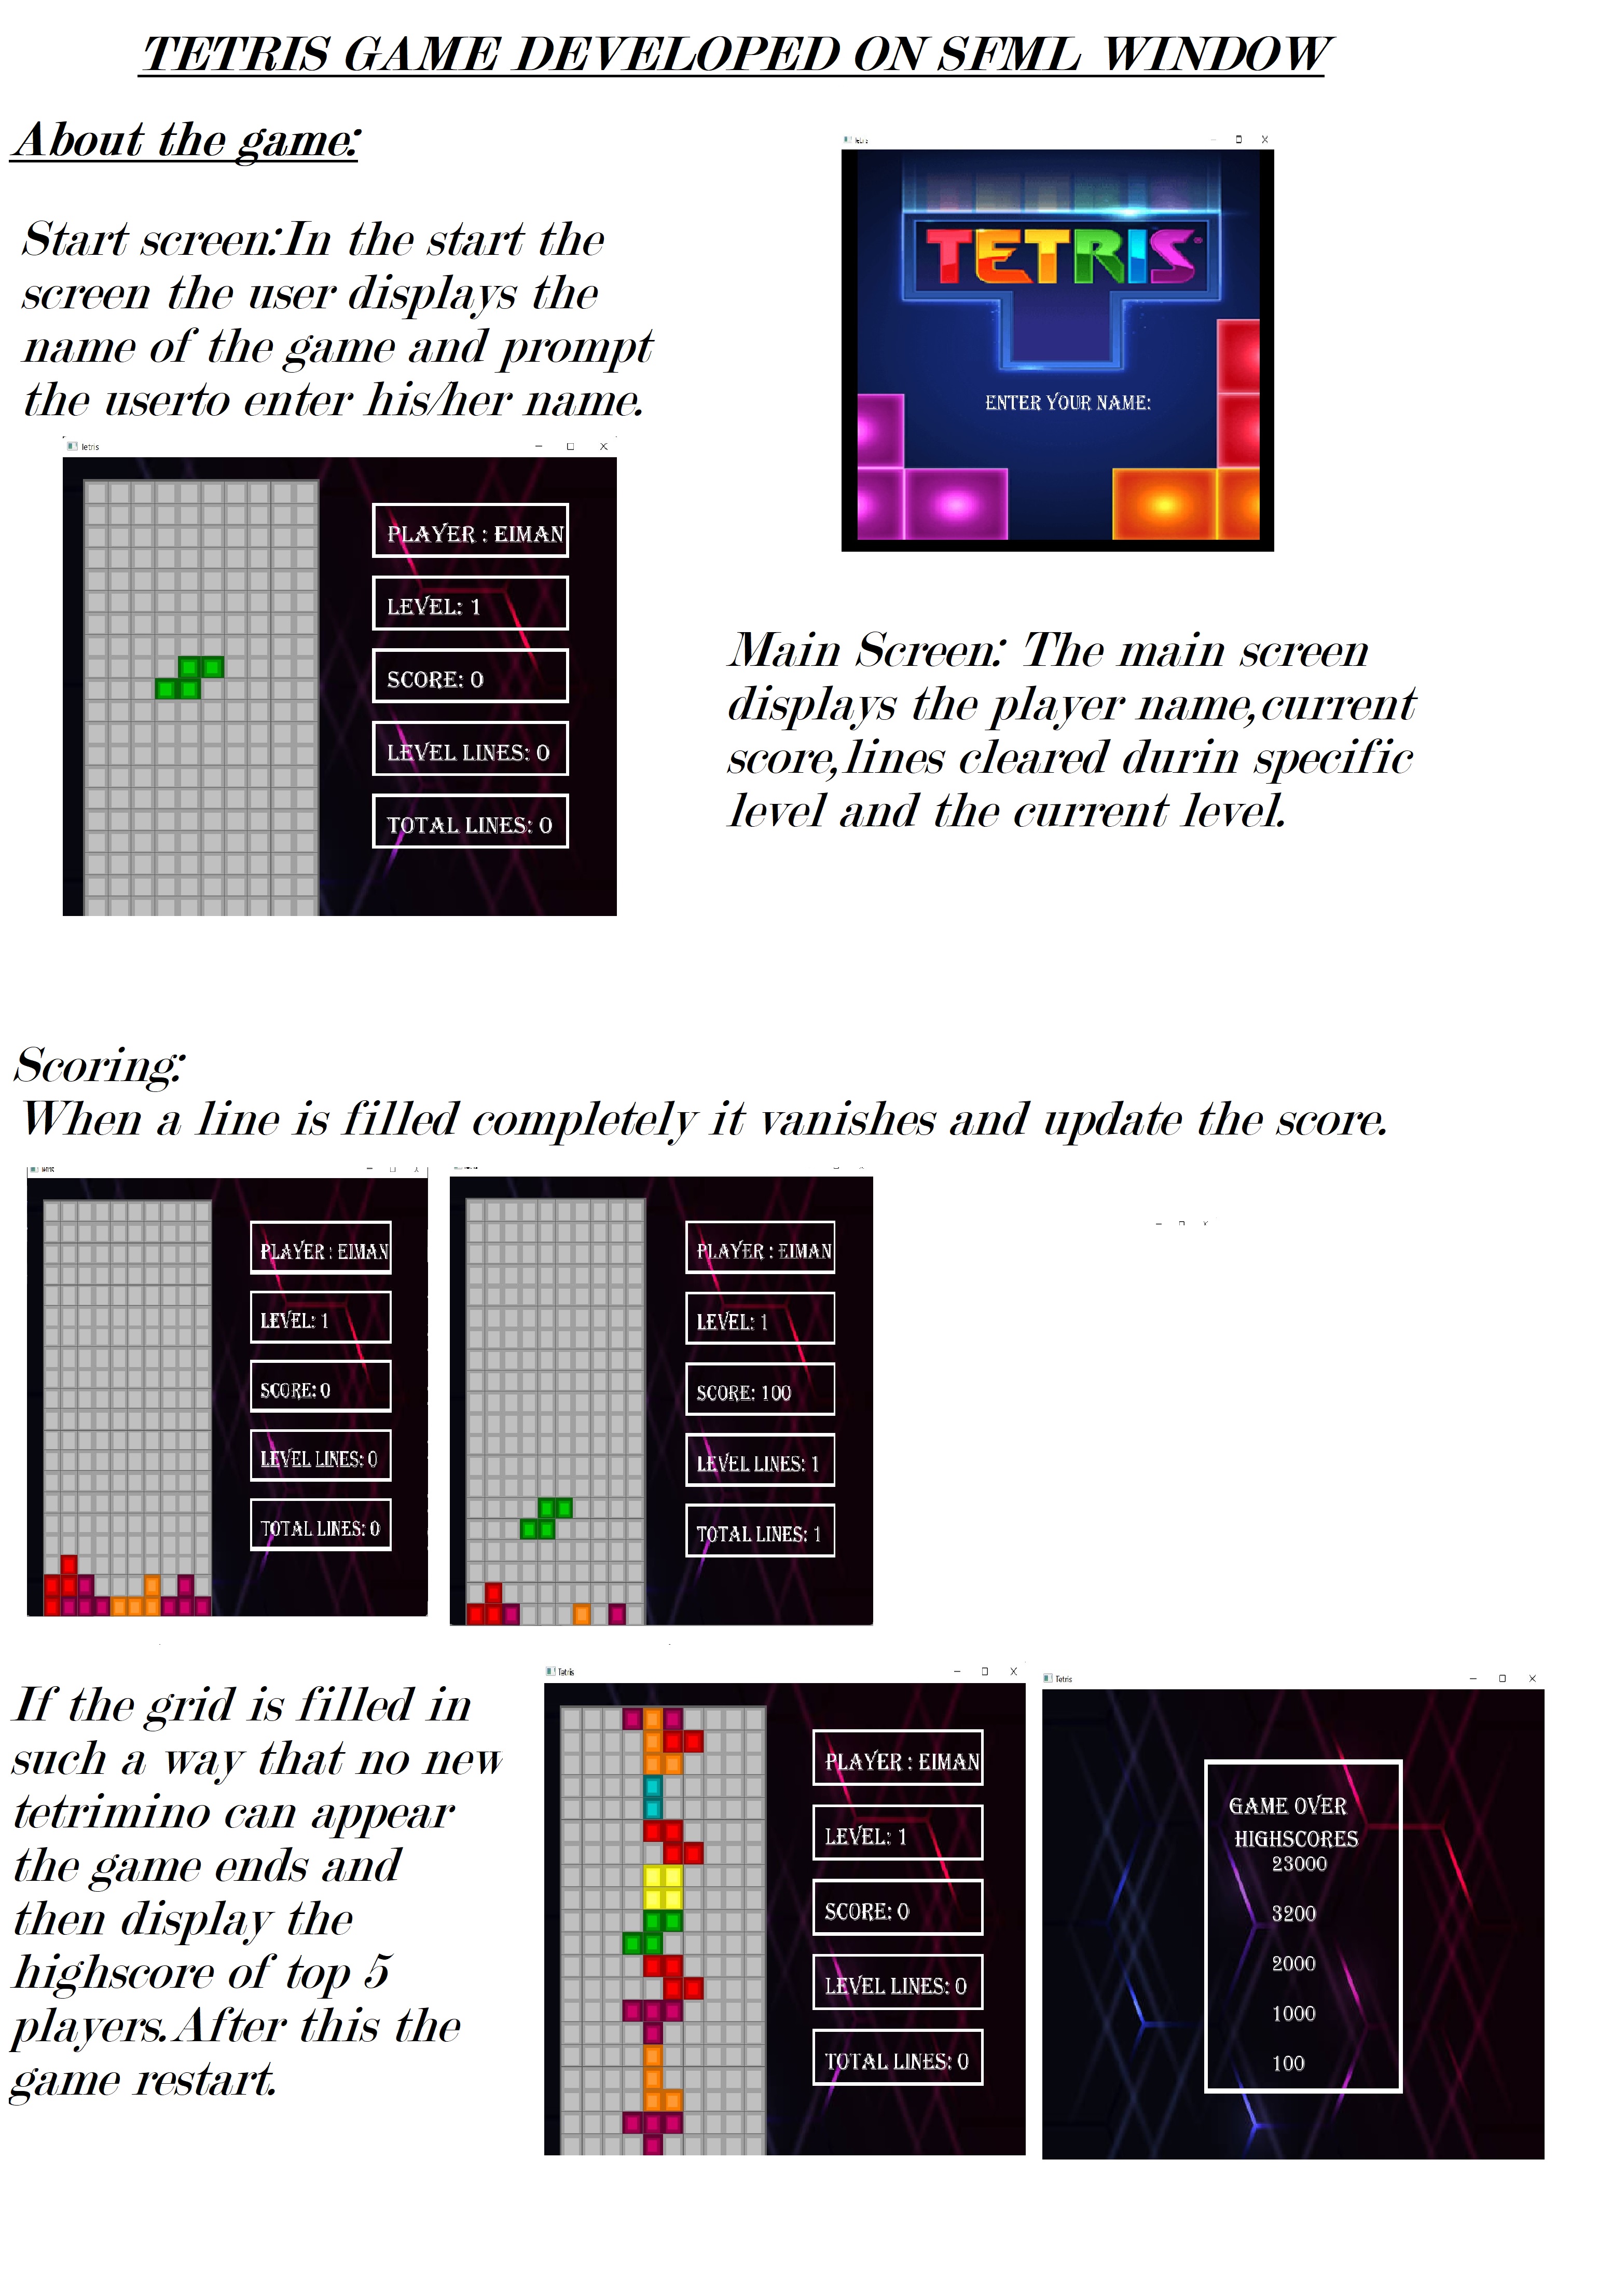 TETRIS GAME DEVELOPED ON SFML WINDOW
About the game:
Start screen:In the start the
screen the user displays the
name of the game and prompt
the userto enter his/her name.
Tetris
TETRIS
ENTER YOUR NAME:
Tetris
PLAYER : EIMAN
LEVEL: 1
SCORE: 0
LEVEL LINES: 0
TOTAL LINES: 0
Main Screen: The main screen
displays the player name,current
score,lines cleared durin specific
level and the current level.
Scoring:
When a line is filled completely it vanishes and update the score.
PLAYER : EIMAN
LEVEL: 1
SCORE: 0
LEVEL LINES: 0
TOTAL LINES: 0
PLAYER : EIMAN
LEVEL: 1
SCORE: 100
LEVEL LINES: 1
TOTAL LINES: 1
If the grid is filled in
such a way that no new
tetrimino can appear
the game ends and
then display the
highscore of top 5
players.After this the
game restart.
Tetris
PLAYER : EIMAN
LEVEL: 1
SCORE: 0
LEVEL LINES: 0
TOTAL LINES: 0
Tetris
GAME OVER
HIGHSCORES
23000
3200
2000
1000
100